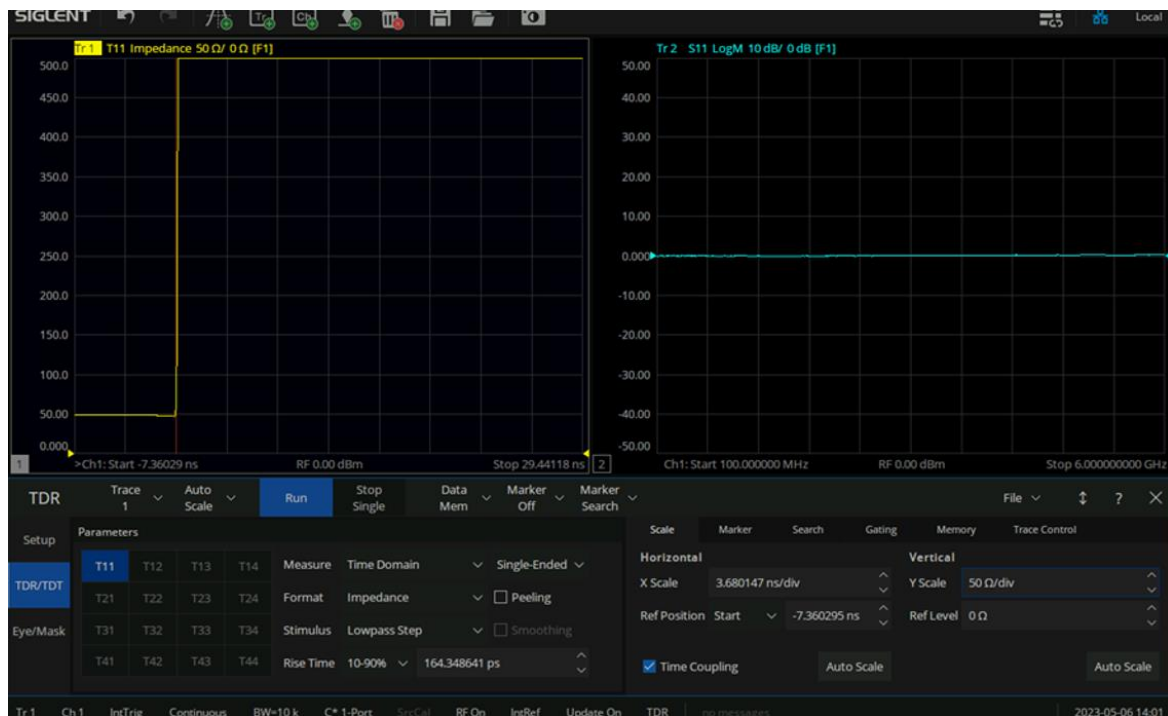 SIGLENT Local
Tr 1 T11 Impedance 50 Ω/ 0 Ω [F1]
500.0
450.0
400.0
350.0
300.0
250.0
200.0
150.0
100.0
50.00
0.000
1 >Ch1: Start -7.36029 ns RF 0.00 dBm Stop 29.44118 ns
Tr 2 S11 LogM 10 dB/ 0 dB [F1]
50.00
40.00
30.00
20.00
10.00
0.000
-10.00
-20.00
-30.00
-40.00
-50.00
2 Ch1: Start 100.000000 MHz RF 0.00 dBm Stop 6.000000000 GHz
TDR Trace 1 Auto Scale Run Stop Single Data Mem Marker Off Marker Search File ?
Setup
TDR/TDT
Eye/Mask
Parameters
T11 T12 T13 T14 Measure Time Domain Single-Ended
T21 T22 T23 T24 Format Impedance Peeling
T31 T32 T33 T34 Stimulus Lowpass Step Smoothing
T41 T42 T43 T44 Rise Time 10-90% 164.348641 ps
Scale Marker Search Gating Memory Trace Control
Horizontal Vertical
X Scale 3.680147 ns/div Y Scale 50 Ω/div
Ref Position Start -7.360295 ns Ref Level 0 Ω
Time Coupling Auto Scale Auto Scale
Tr 1 Ch 1 IntTrig Continuous BW=10 k C* 1-Port SrcCal RF On IntRef Update On TDR no messages 2023-05-06 14:01